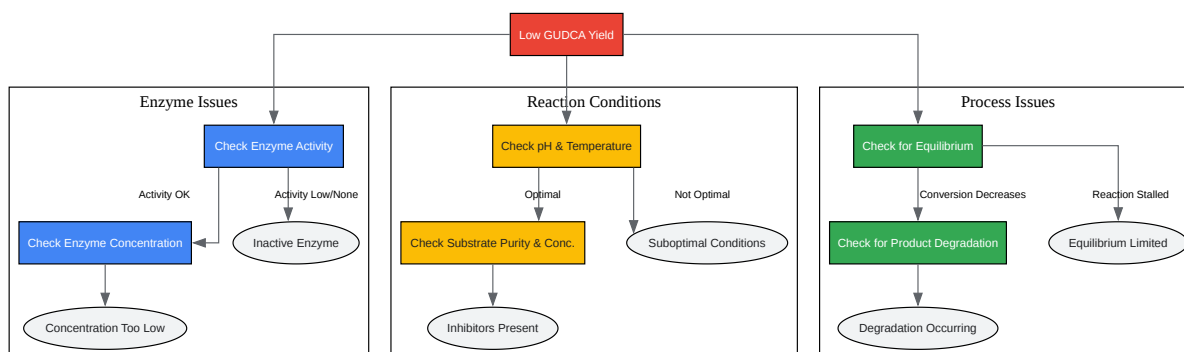 Low GUDCA Yield
Enzyme Issues
Reaction Conditions
Process Issues
Check Enzyme Activity
Check pH & Temperature
Check for Equilibrium
Activity OK
Activity Low/None
Optimal
Not Optimal
Conversion Decreases
Reaction Stalled
Check Enzyme Concentration
Inactive Enzyme
Check Substrate Purity & Conc.
Suboptimal Conditions
Check for Product Degradation
Equilibrium Limited
Concentration Too Low
Inhibitors Present
Degradation Occurring